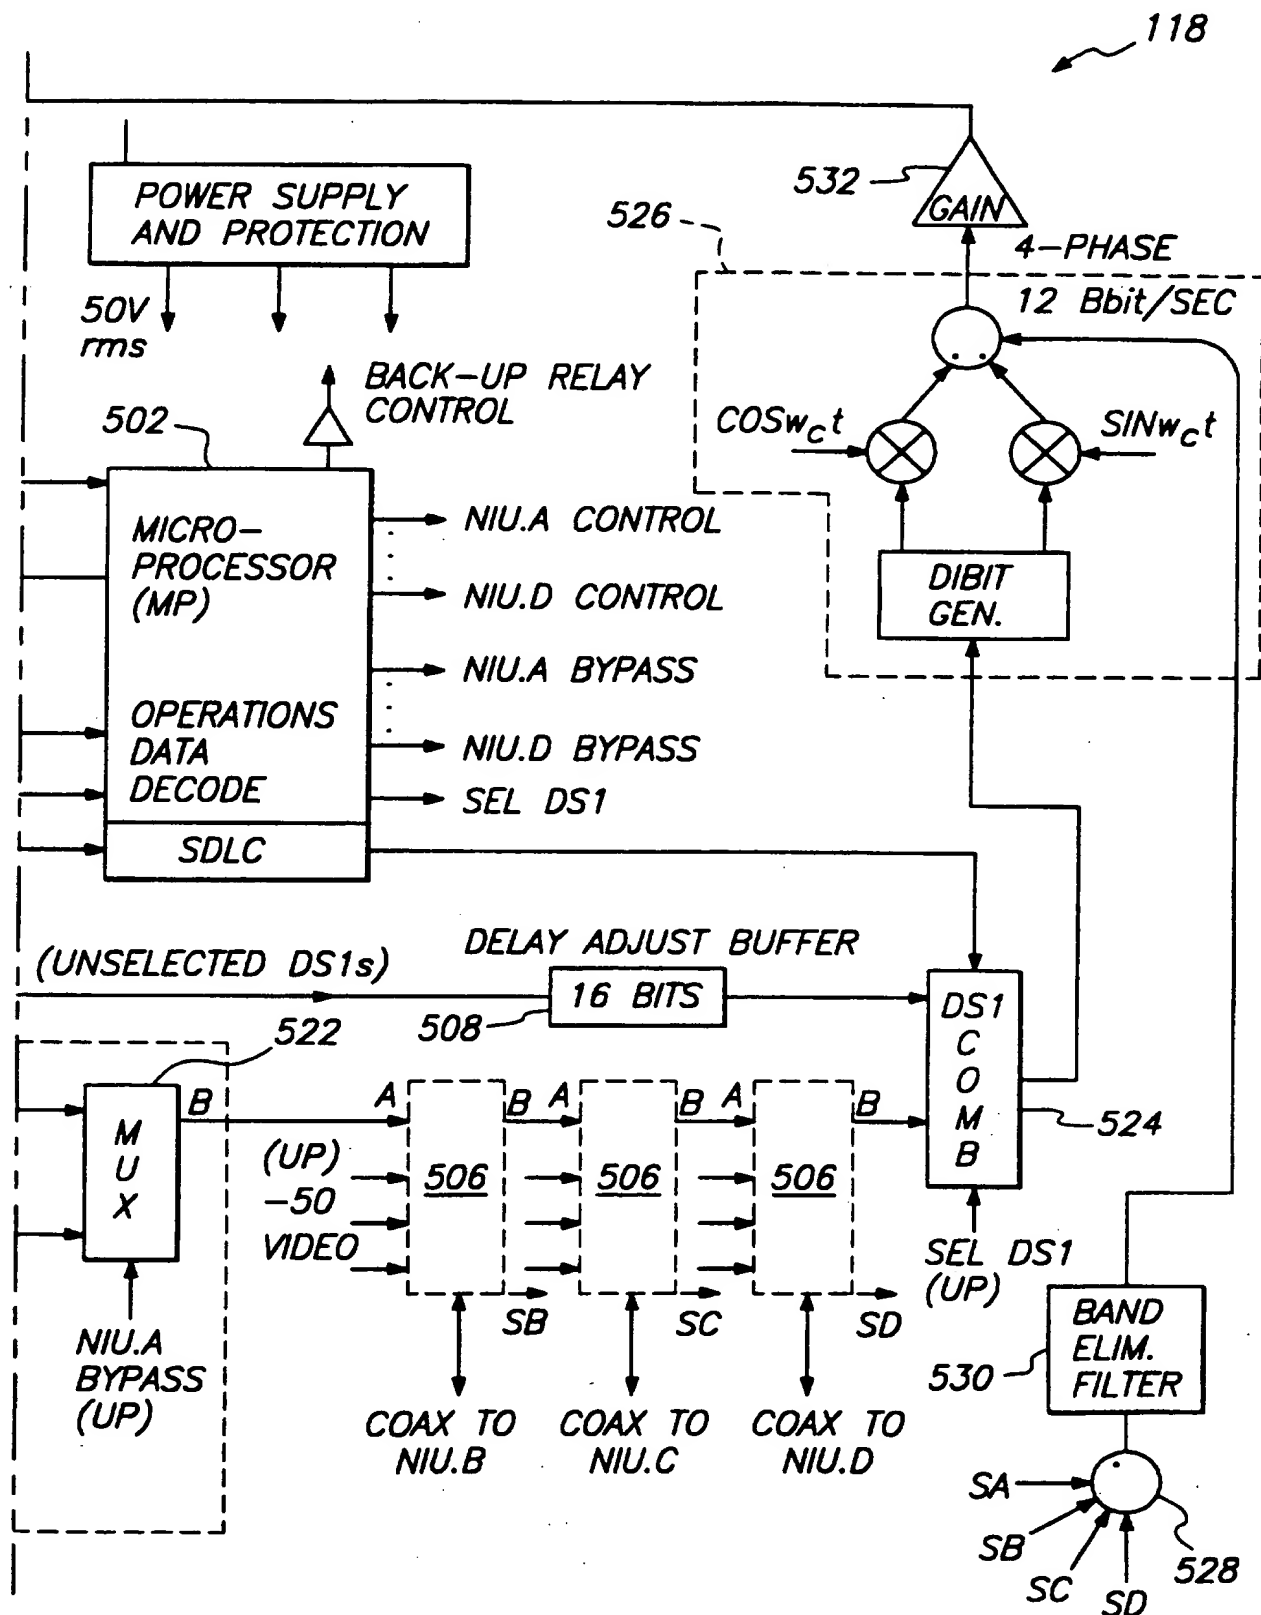 118
POWER SUPPLY
AND PROTECTION
50V
rms
532
GAIN
526
4-PHASE
12 Bbit/SEC
BACK-UP RELAY
CONTROL
502
COSwct
SINwct
MICRO-
PROCESSOR
(MP)
NIU.A CONTROL
NIU.D CONTROL
DIBIT
GEN.
NIU.A BYPASS
OPERATIONS
DATA
DECODE
NIU.D BYPASS
SEL DS1
SDLC
(UNSELECTED DS1s)
DELAY ADJUST BUFFER
16 BITS
508
522
DS1
C
O
M
B
524
M
U
X
B
A
B
A
B
A
B
(UP)
-50
VIDEO
506
506
506
SB
SC
SD
SEL DS1
(UP)
NIU.A
BYPASS
(UP)
COAX TO
NIU.B
COAX TO
NIU.C
COAX TO
NIU.D
BAND
ELIM.
FILTER
530
SA
SB
SC
SD
528